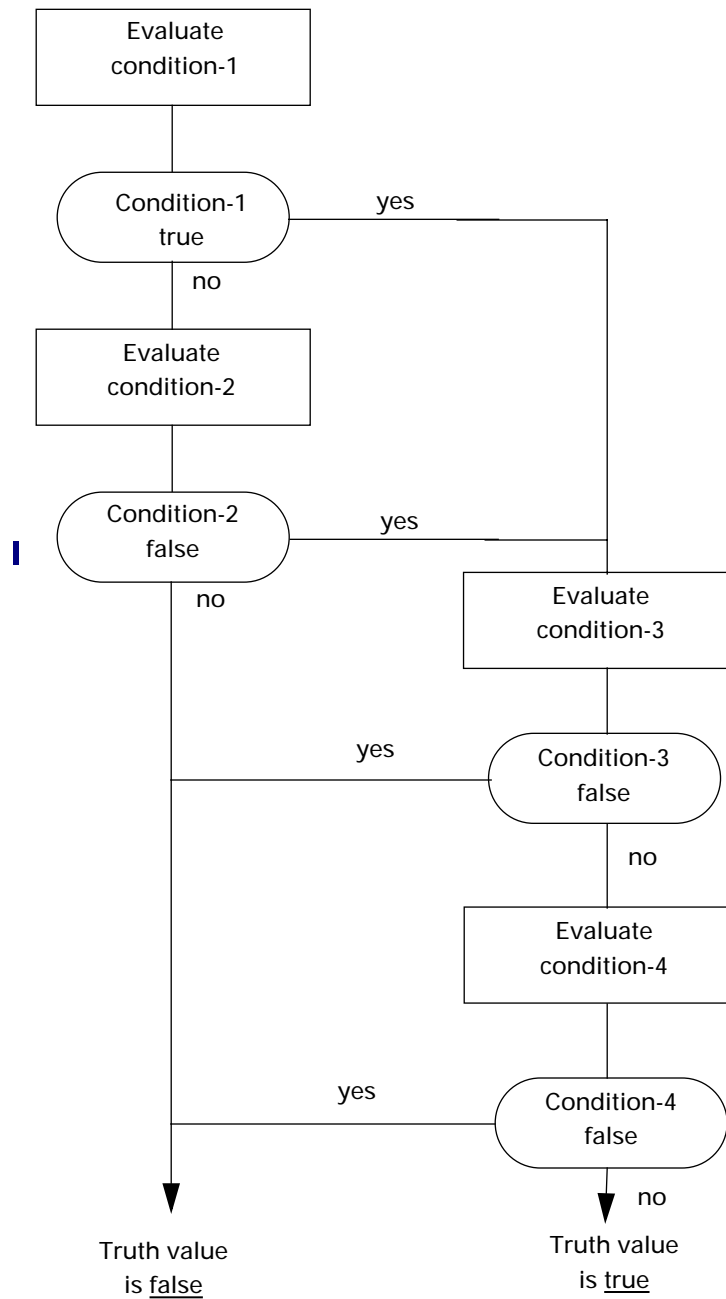 Evaluate
condition-1
Condition-1
true
yes
no
Evaluate
condition-2
Condition-2
false
yes
no
Evaluate
condition-3
Condition-3
false
yes
no
Evaluate
condition-4
Condition-4
false
yes
no
Truth value
is false
Truth value
is true